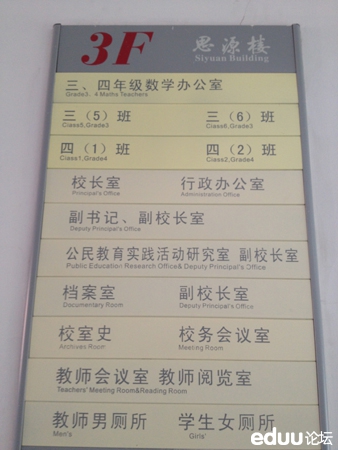 3F 思源楼
Siyuan Building
三、四年级数学办公室
Grade3、4 Maths Teachers
三（5）班 三（6）班
Class5,Grade3 Class6,Grade3
四（1）班 四（2）班
Class1,Grade4 Class2,Grade4
校长室 行政办公室
Principal's Office Administration Office
副书记、副校长室
Deputy Principal's Office
公民教育实践活动研究室 副校长室
Public Education Research Office& Deputy Principal's Office
档案室 副校长室
Documentary Room Deputy Principal's Office
校室史 校务会议室
Archives Room Meeting Room
教师会议室 教师阅览室
Teachers' Meeting Room&Reading Room
教师男厕所 学生女厕所
Men's Girls'
eduu论坛